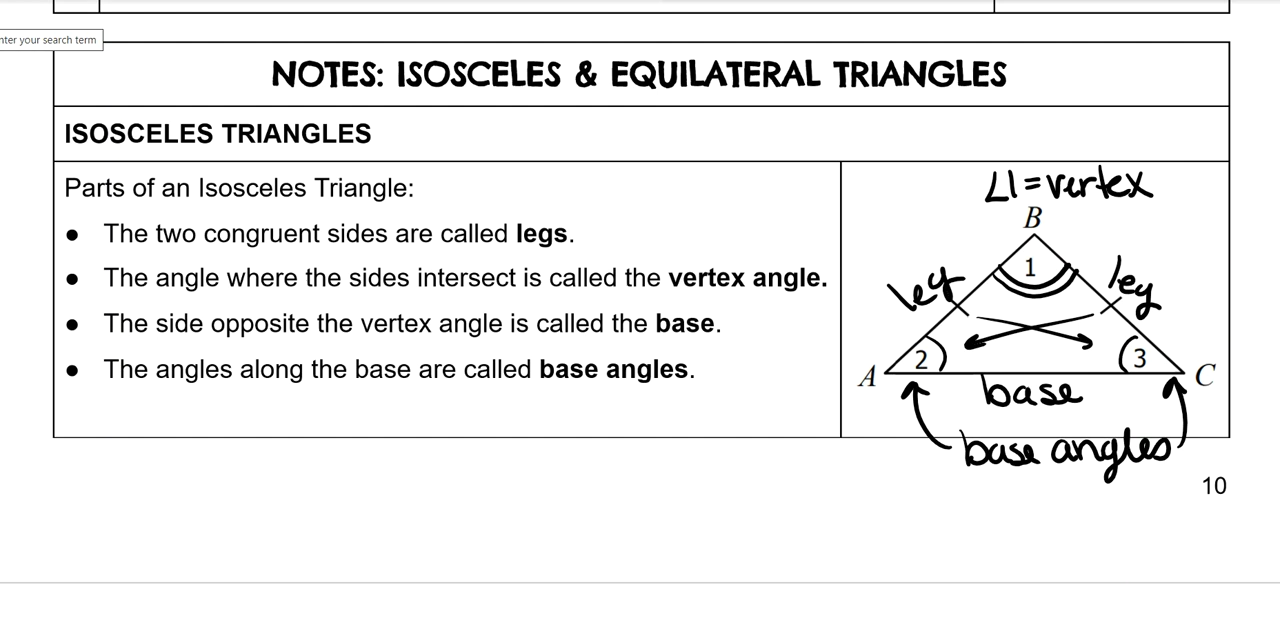 nter your search term
NOTES: ISOSCELES & EQUILATERAL TRIANGLES
ISOSCELES TRIANGLES
Parts of an Isosceles Triangle:
● The two congruent sides are called legs.
● The angle where the sides intersect is called the vertex angle.
● The side opposite the vertex angle is called the base.
● The angles along the base are called base angles.
∠1=vertex
B
1
leg
leg
2
3
A
C
base
base angles
10